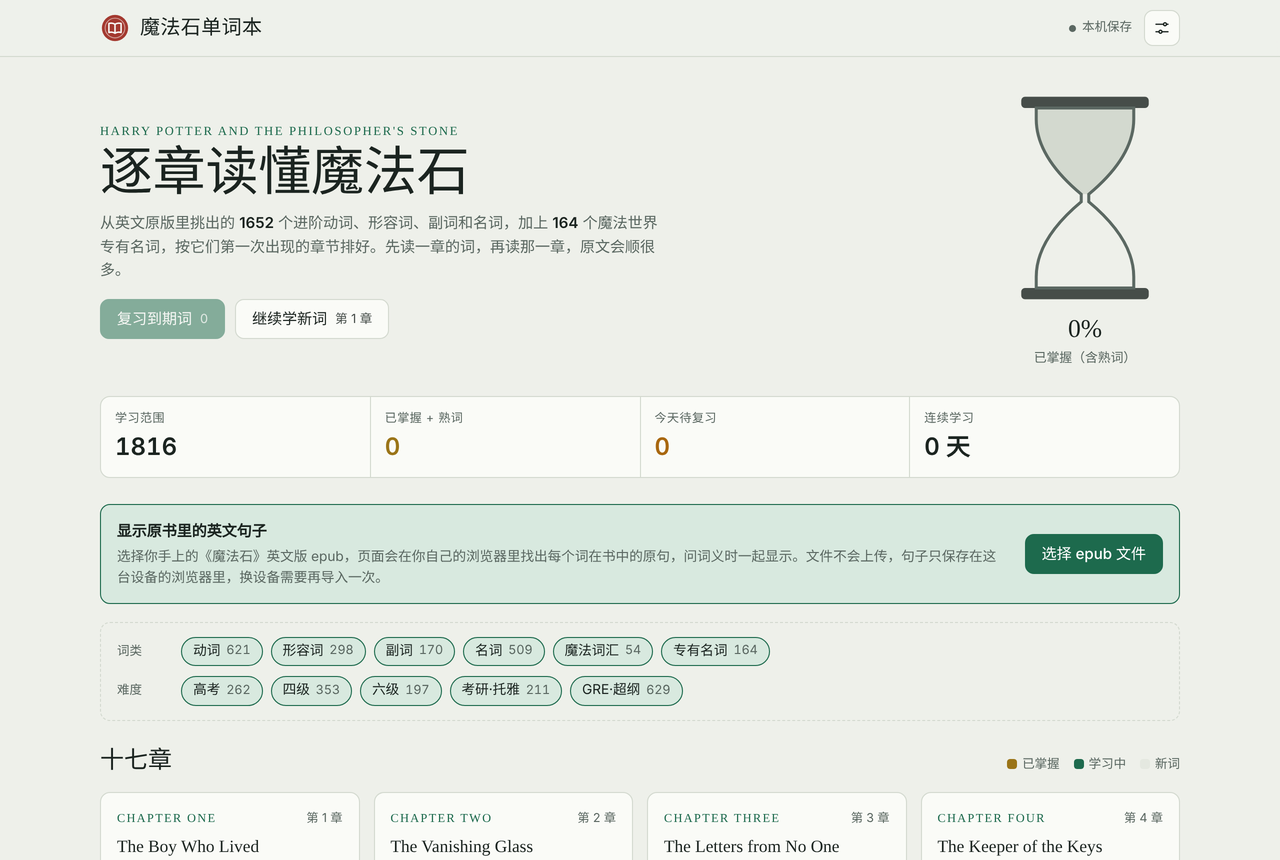 魔法石单词本
本机保存
HARRY POTTER AND THE PHILOSOPHER'S STONE
逐章读懂魔法石
从英文原版里挑出的 1652 个进阶动词、形容词、副词和名词，加上 164 个魔法世界
专有名词，按它们第一次出现的章节排好。先读一章的词，再读那一章，原文会顺很
多。
复习到期词 0
继续学新词 第 1 章
0%
已掌握（含熟词）
学习范围
1816
已掌握 + 熟词
0
今天待复习
0
连续学习
0 天
显示原书里的英文句子
选择你手上的《魔法石》英文版 epub，页面会在你自己的浏览器里找出每个词在书中的原句，问词义时一起显示。文件不会上传，句子只保存在这
台设备的浏览器里，换设备需要再导入一次。
选择 epub 文件
词类 动词 621 形容词 298 副词 170 名词 509 魔法词汇 54 专有名词 164
难度 高考 262 四级 353 六级 197 考研·托雅 211 GRE·超纲 629
十七章
已掌握 学习中 新词
CHAPTER ONE 第 1 章
The Boy Who Lived
CHAPTER TWO 第 2 章
The Vanishing Glass
CHAPTER THREE 第 3 章
The Letters from No One
CHAPTER FOUR 第 4 章
The Keeper of the Keys